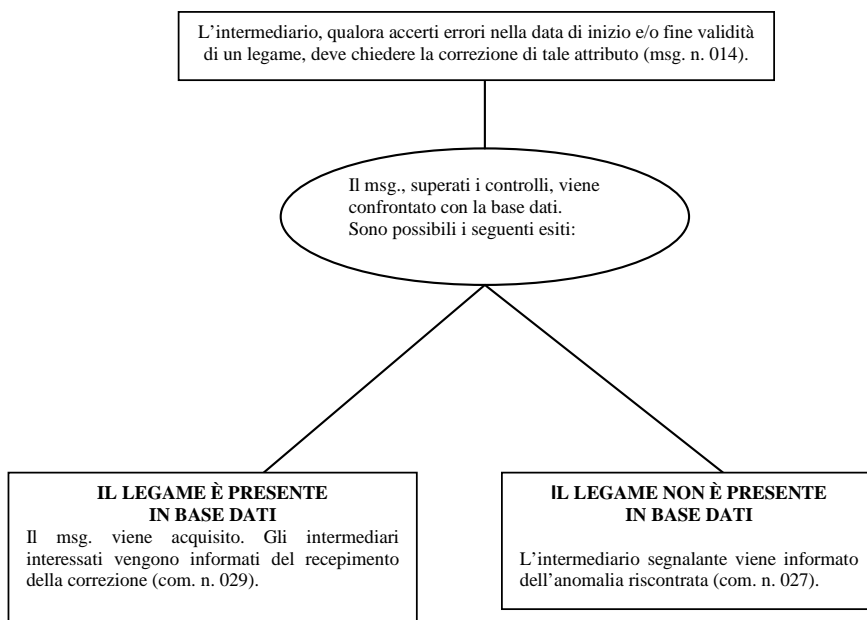 L'intermediario, qualora accerti errori nella data di inizio e/o fine validità
di un legame, deve chiedere la correzione di tale attributo (msg. n. 014).
Il msg., superati i controlli, viene
confrontato con la base dati.
Sono possibili i seguenti esiti:
IL LEGAME È PRESENTE
IN BASE DATI
Il msg. viene acquisito. Gli intermediari
interessati vengono informati del recepimento
della correzione (com. n. 029).
IL LEGAME NON È PRESENTE
IN BASE DATI
L'intermediario segnalante viene informato
dell'anomalia riscontrata (com. n. 027).